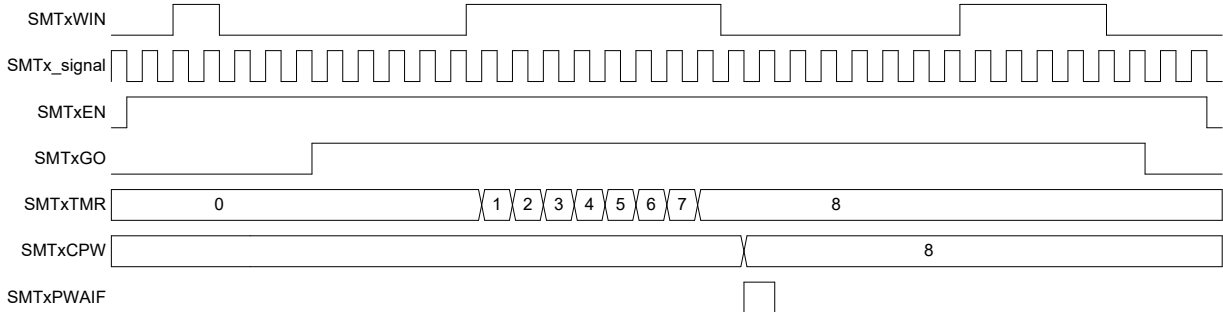 SMTxWIN
SMTx_signal
SMTxEN
SMTxGO
SMTxTMR 0 1 2 3 4 5 6 7 8
SMTxCPW 8
SMTxPWAIF